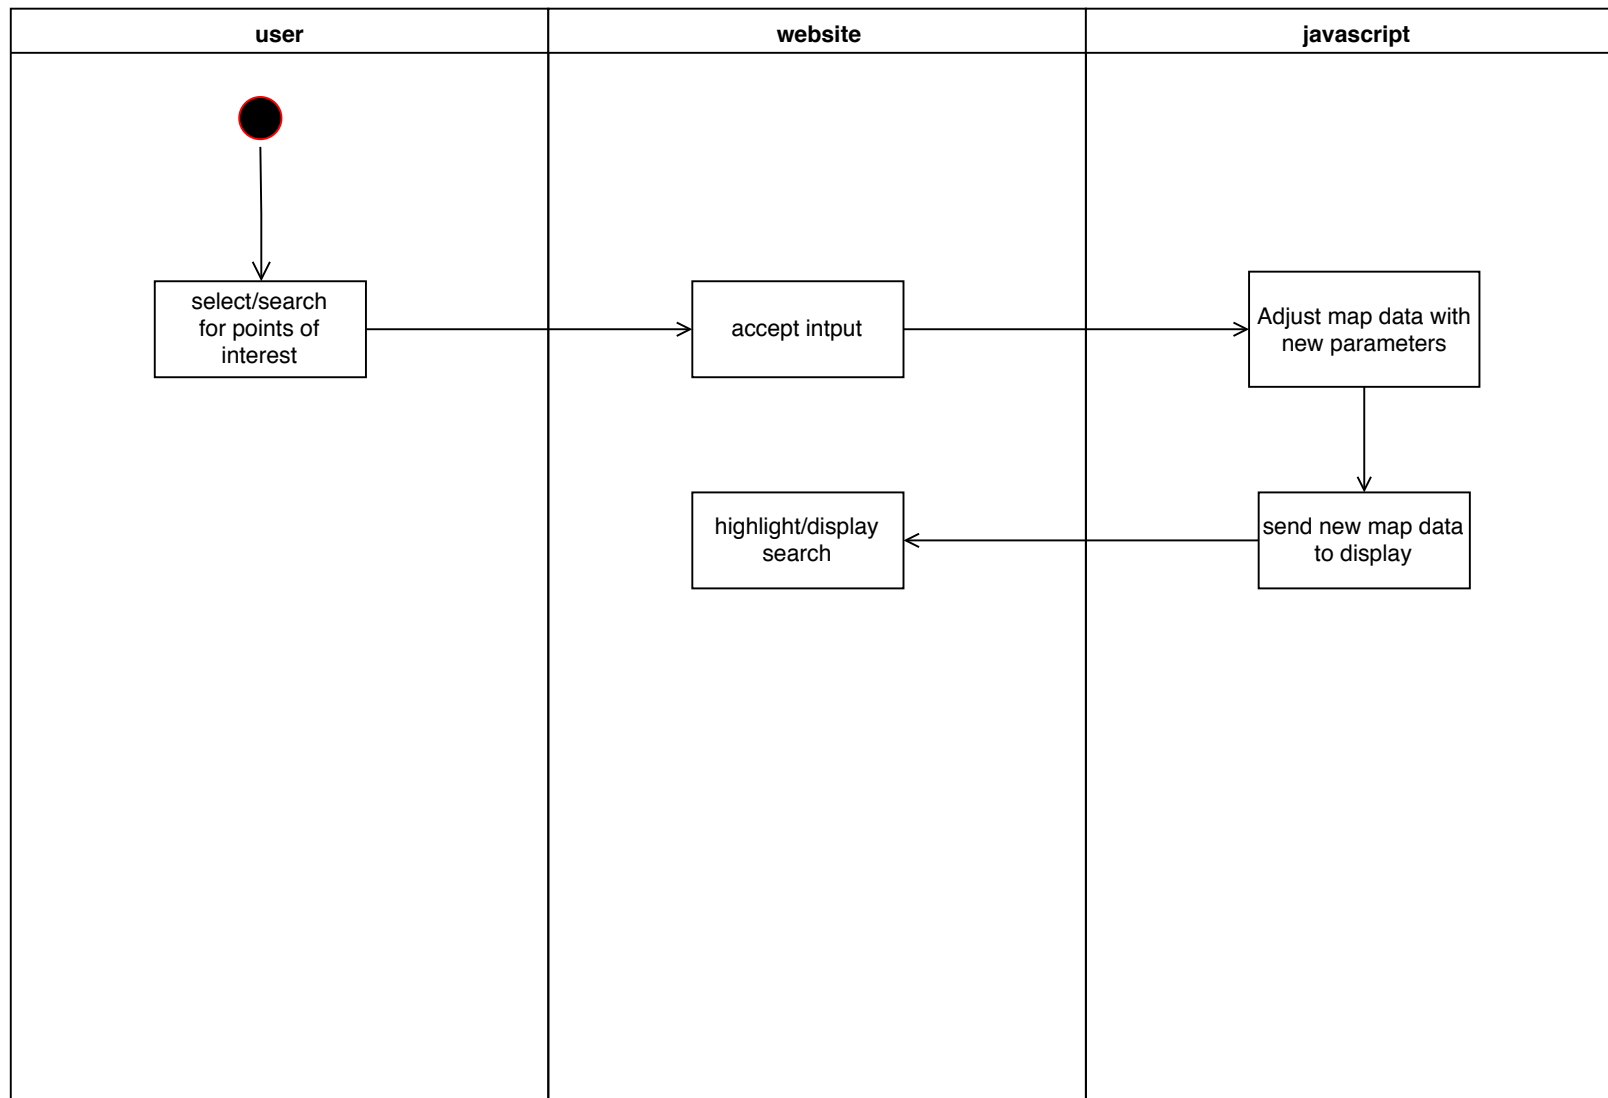 user
website
javascript
select/search
for points of
interest
accept intput
Adjust map data with
new parameters
highlight/display
search
send new map data
to display